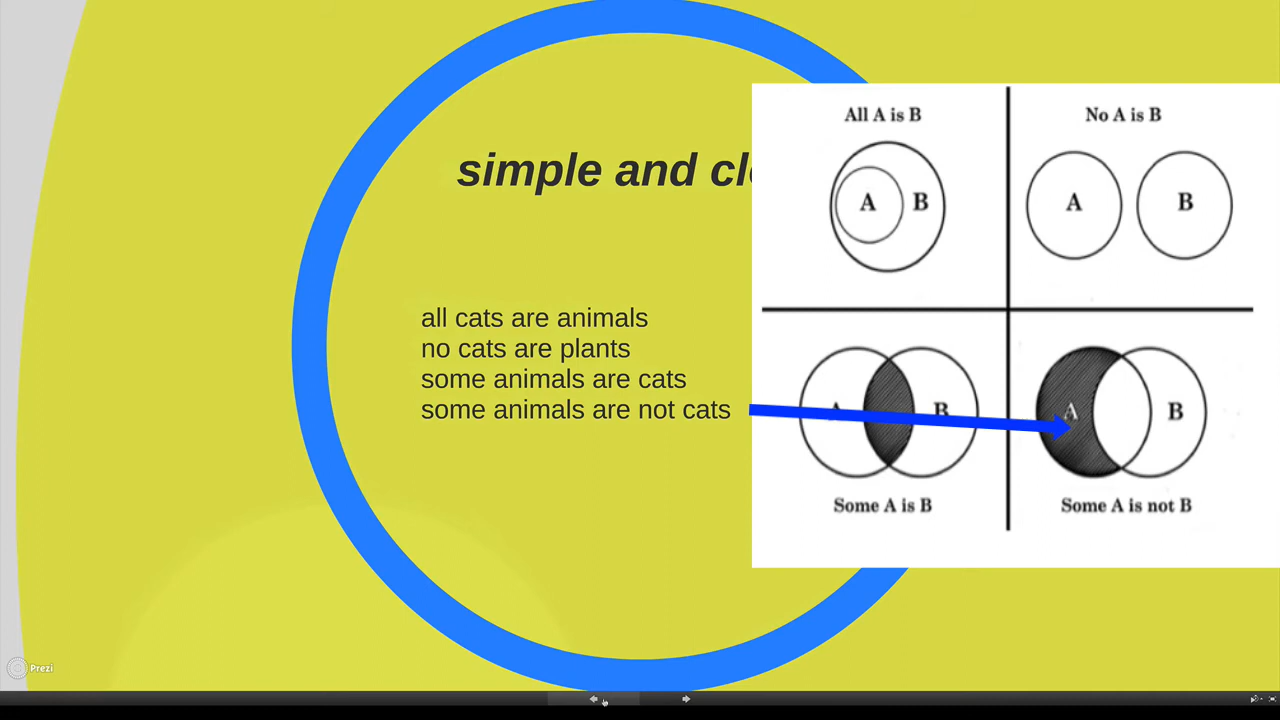 simple and cl
all cats are animals
no cats are plants
some animals are cats
some animals are not cats
All A is B
A B
No A is B
A B
A B
Some A is B
A B
Some A is not B
Prezi